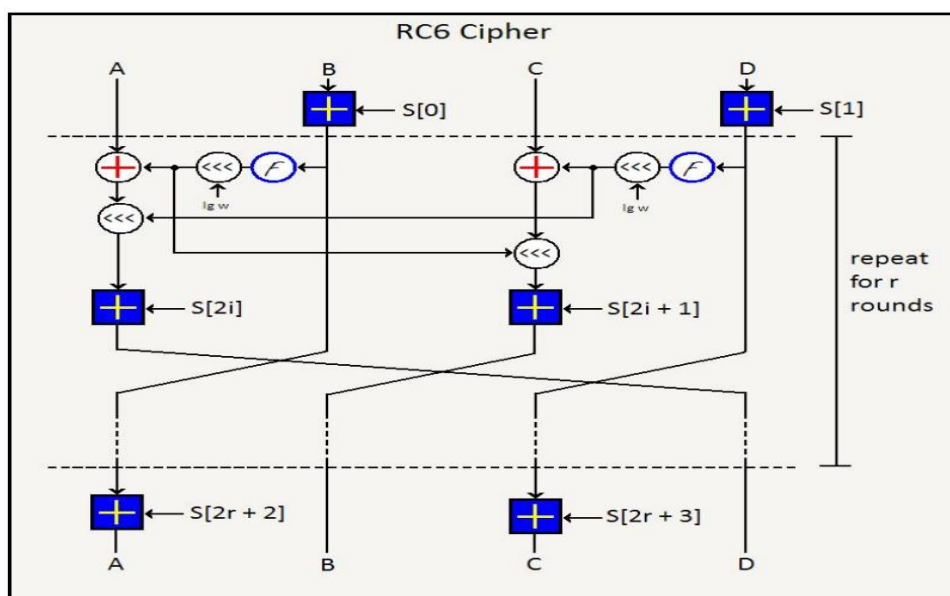 RC6 Cipher
A B C D
S[0] S[1]
<<< F <<< F
lg w lg w
<<< <<<
repeat
for r
rounds
S[2i] S[2i + 1]
S[2r + 2] S[2r + 3]
A B C D